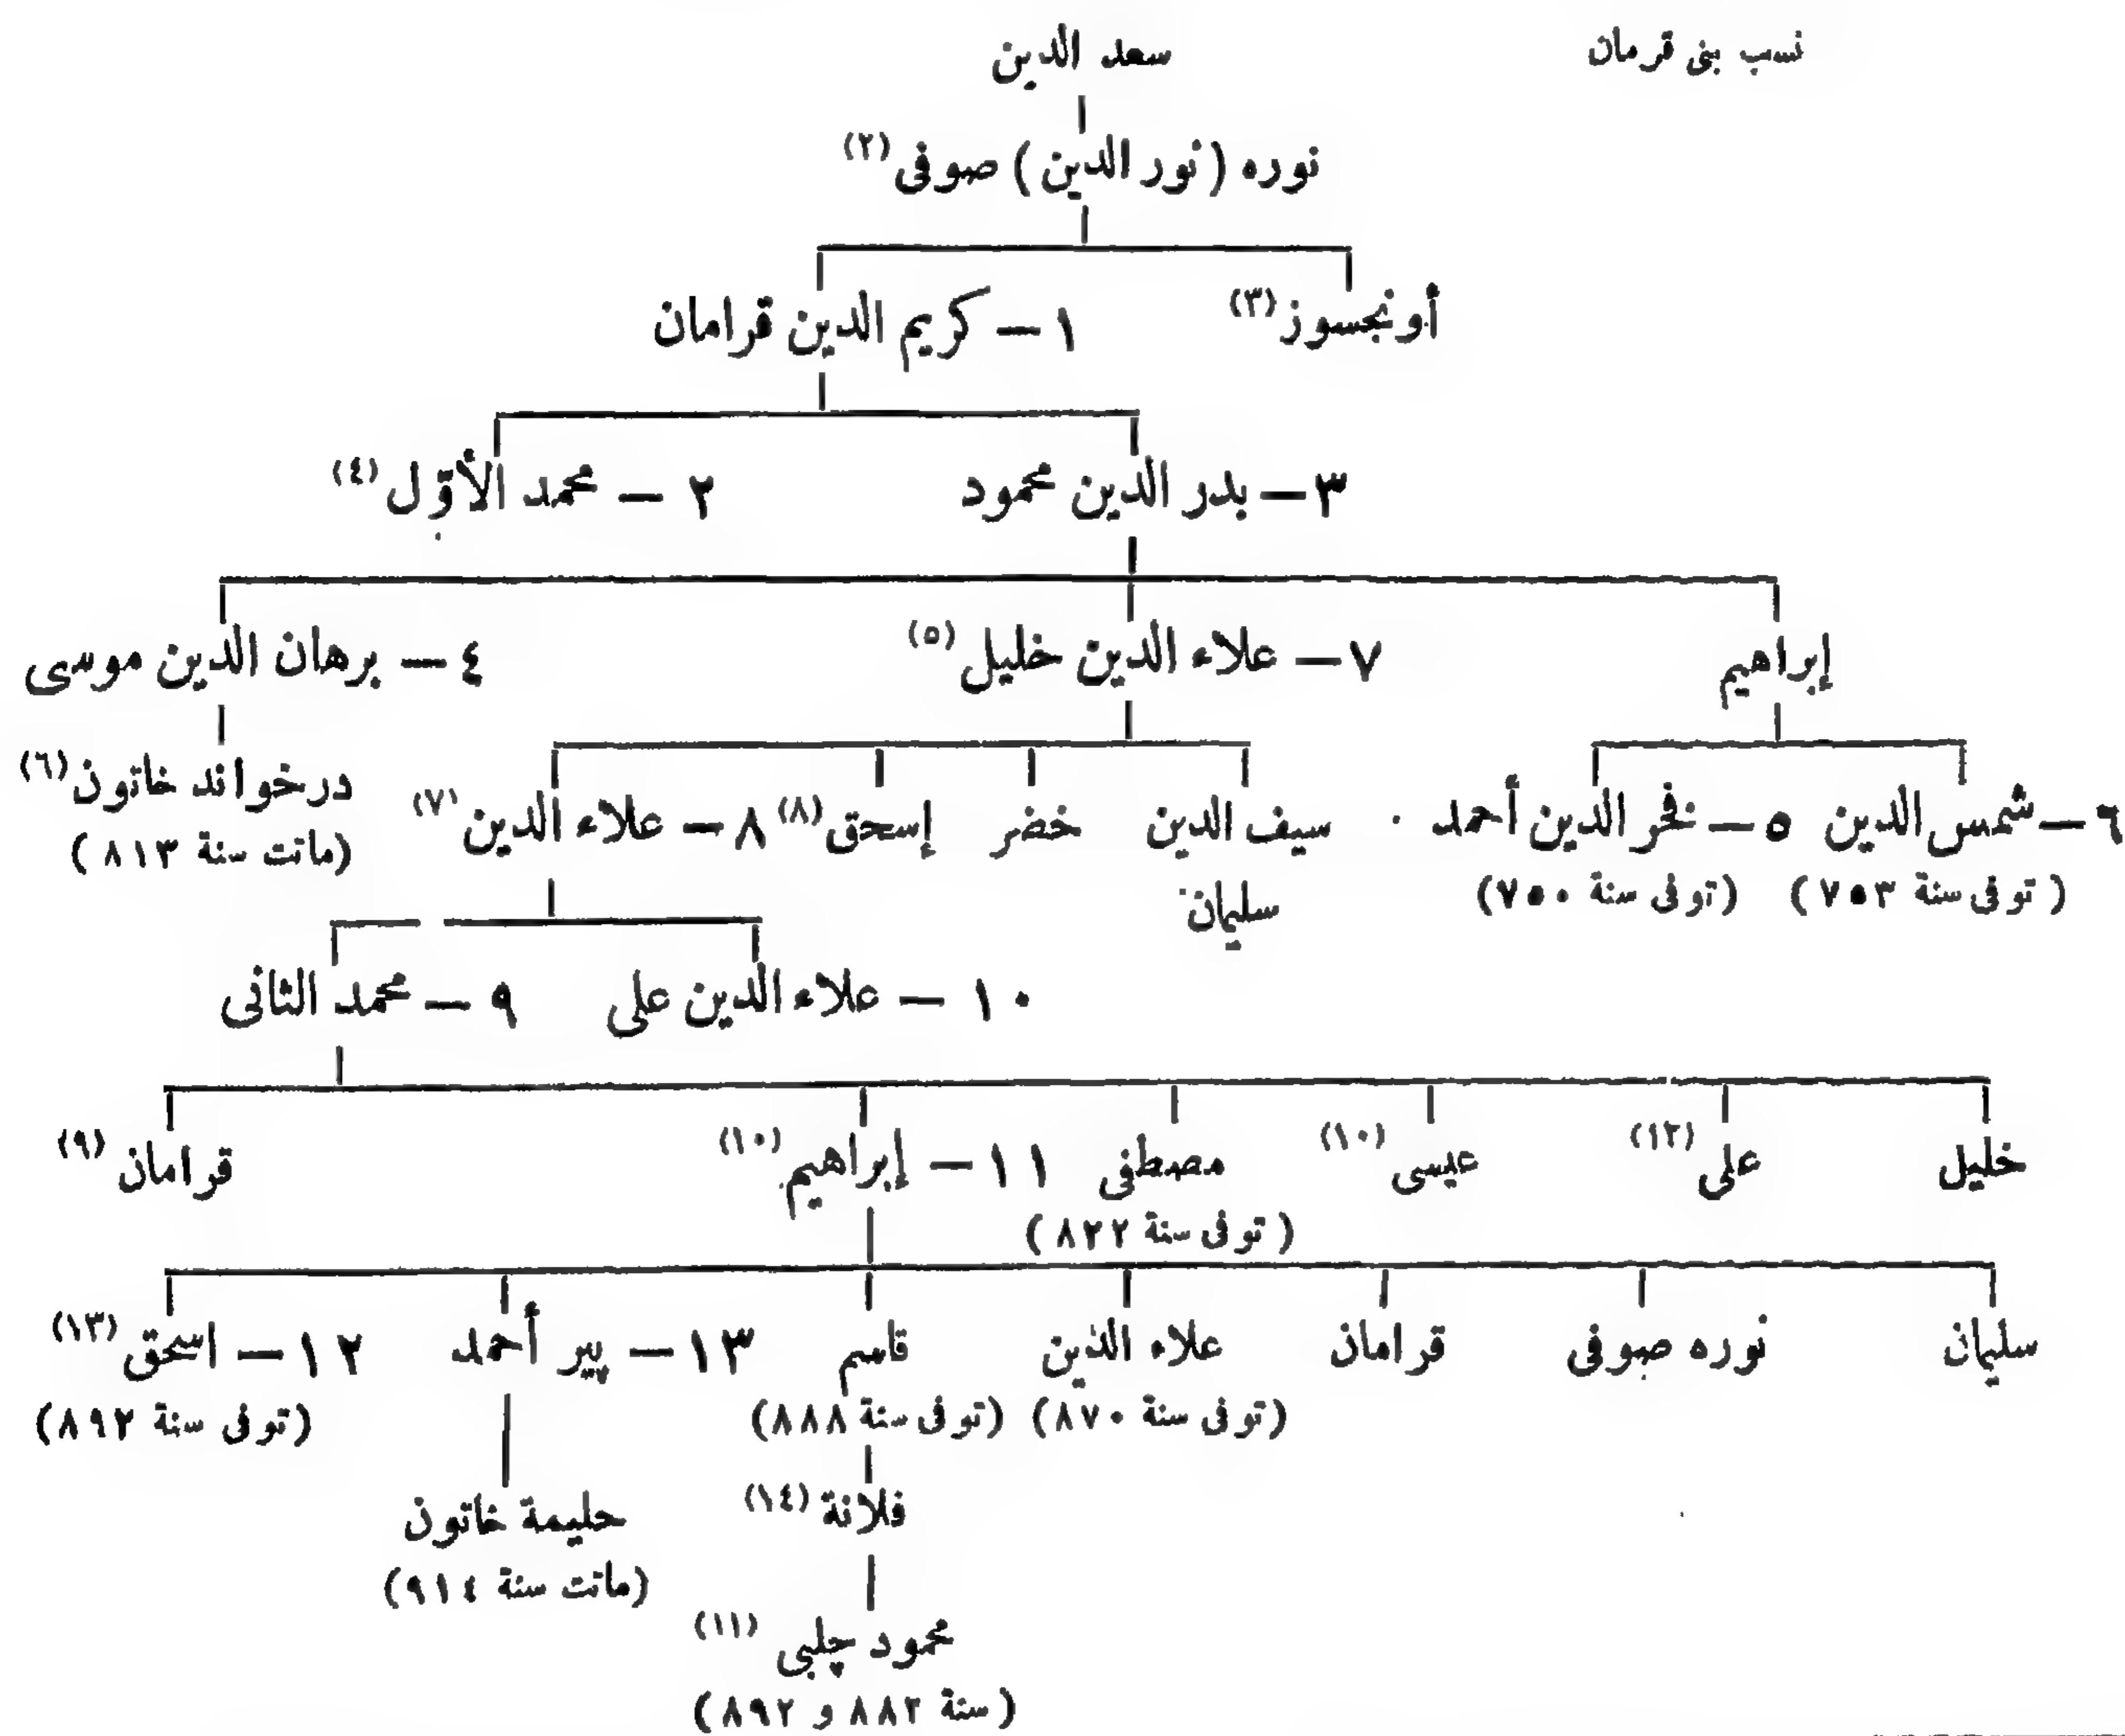 نسب بنى قرمان
سعد الدين
نوره (نور الدين) صوفى (٢)
أونجسوز (٣)
١ — كريم الدين قرامان
٣ — بدر الدين محمود
٢ — محمد الأوّل (٤)
إبراهيم
٧ — علاء الدين خليل (٥)
٤ — برهان الدين موسى
٦ — شمس الدين
(توفى سنة ٧٥٣)
٥ — فخر الدين أحمد
(توفى سنة ٧٥٠)
سيف الدين
سليمان
خضر
إسحق (٨)
٨ — علاء الدين (٧)
درخواند خاتون (٦)
(ماتت سنة ٨١٣)
١٠ — علاء الدين على
٩ — محمد الثانى
خليل
على (١٢)
عيسى (١٠)
مصطفى
(توفى سنة ٨٢٢)
١١ — إبراهيم (١٠)
قرامان (٩)
سليمان
نوره صوفى
قرامان
علاء الدين
(توفى سنة ٨٧٠)
قاسم
(توفى سنة ٨٨٨)
١٣ — پير أحمد
١٢ — اسحق (١٣)
(توفى سنة ٨٩٢)
فلانة (١٤)
حليمة خاتون
(ماتت سنة ٩١٤)
محمود چلبى (١١)
(سنة ٨٨٣ و ٨٩٢)